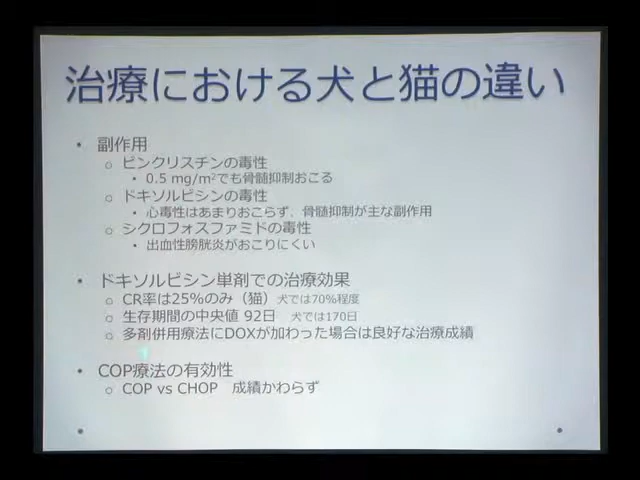 治療における犬と猫の違い
• 副作用
o ビンクリスチンの毒性
• 0.5 mg/m²でも骨髄抑制おこる
o ドキソルビシンの毒性
• 心毒性はあまりおこらず、骨髄抑制が主な副作用
o シクロフォスファミドの毒性
• 出血性膀胱炎がおこりにくい
• ドキソルビシン単剤での治療効果
o CR率は25%のみ（猫）犬では70%程度
o 生存期間の中央値 92日 犬では170日
o 多剤併用療法にDOXが加わった場合は良好な治療成績
• COP療法の有効性
o COP vs CHOP 成績かわらず